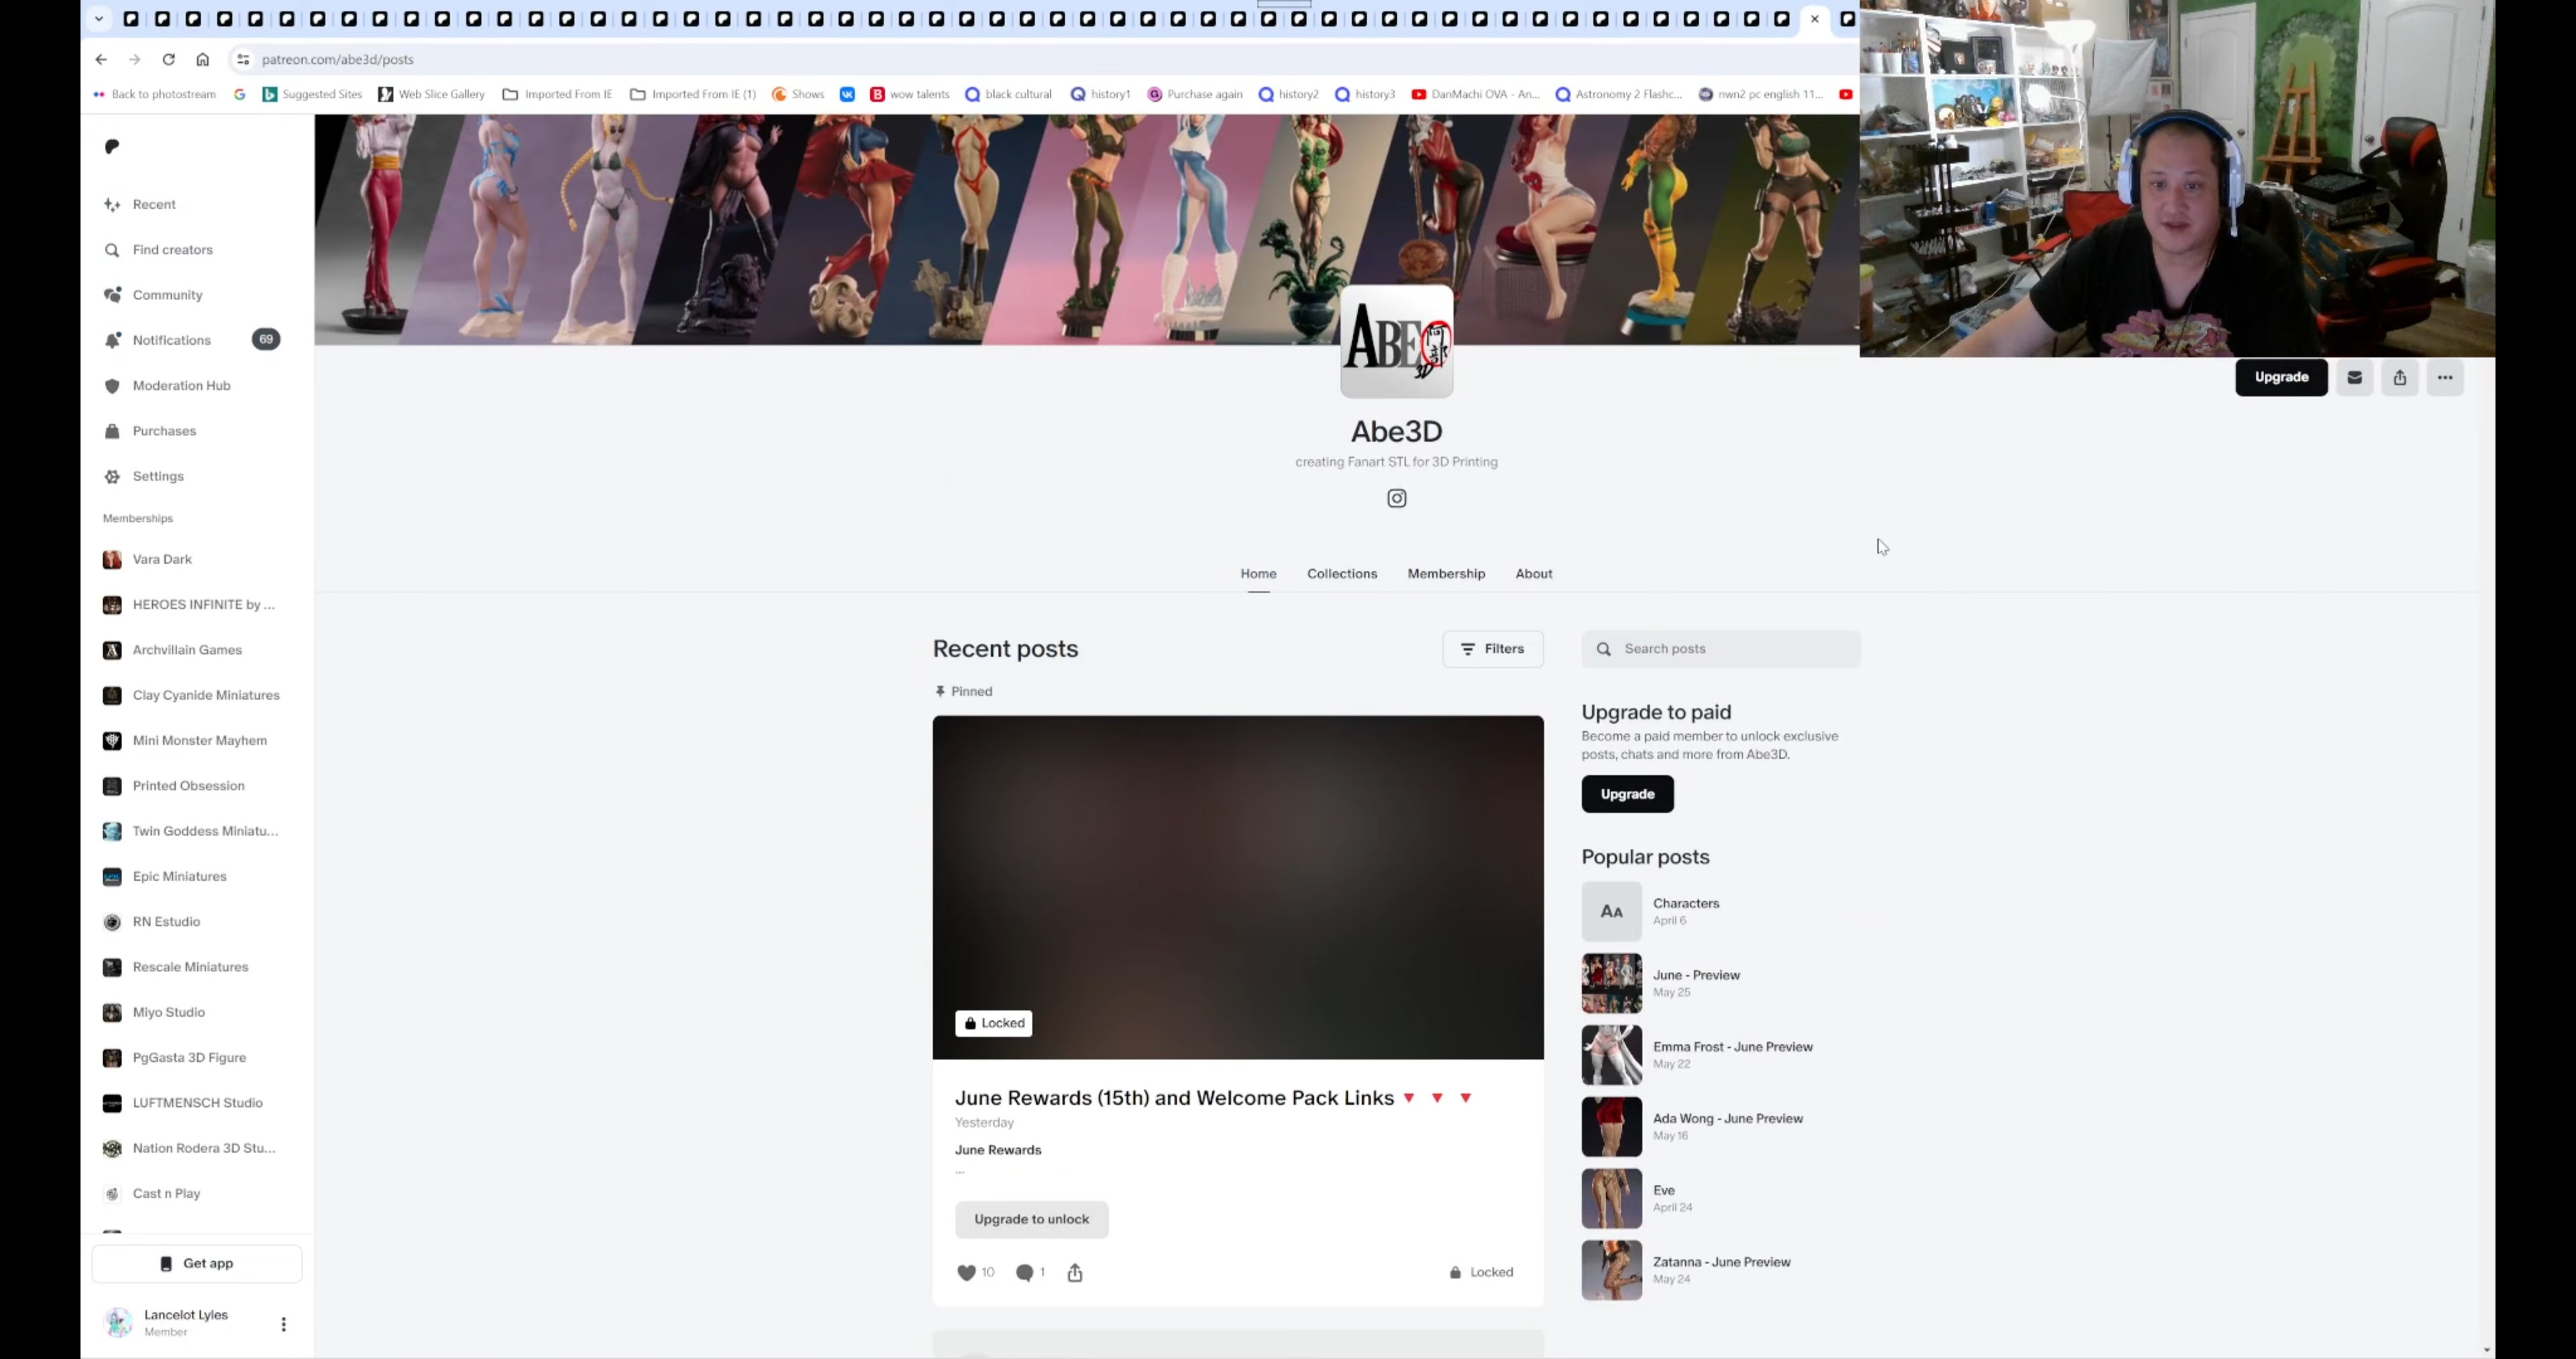 patreon.com/abe3d/posts
Back to photostream
Suggested Sites
Web Slice Gallery
Imported From IE
Imported From IE (1)
Shows
wow talents
black cultural
history1
Purchase again
history2
history3
DanMachi OVA - An...
Astronomy 2 Flashc...
nwn2 pc english 11...
Recent
Find creators
Community
Notifications 69
Moderation Hub
Purchases
Settings
Memberships
Vara Dark
HEROES INFINITE by ...
Archvillain Games
Clay Cyanide Miniatures
Mini Monster Mayhem
Printed Obsession
Twin Goddess Miniatu...
Epic Miniatures
RN Estudio
Rescale Miniatures
Miyo Studio
PgGasta 3D Figure
LUFTMENSCH Studio
Nation Rodera 3D Stu...
Cast n Play
Get app
Lancelot Lyles
Member
ABE 阿部 3D
Upgrade
Abe3D
creating Fanart STL for 3D Printing
Home Collections Membership About
Recent posts
Filters
Pinned
Locked
June Rewards (15th) and Welcome Pack Links
Yesterday
June Rewards
...
Upgrade to unlock
10 1
Locked
Search posts
Upgrade to paid
Become a paid member to unlock exclusive
posts, chats and more from Abe3D.
Upgrade
Popular posts
AA
Characters
April 6
June - Preview
May 25
Emma Frost - June Preview
May 22
Ada Wong - June Preview
May 16
Eve
April 24
Zatanna - June Preview
May 24